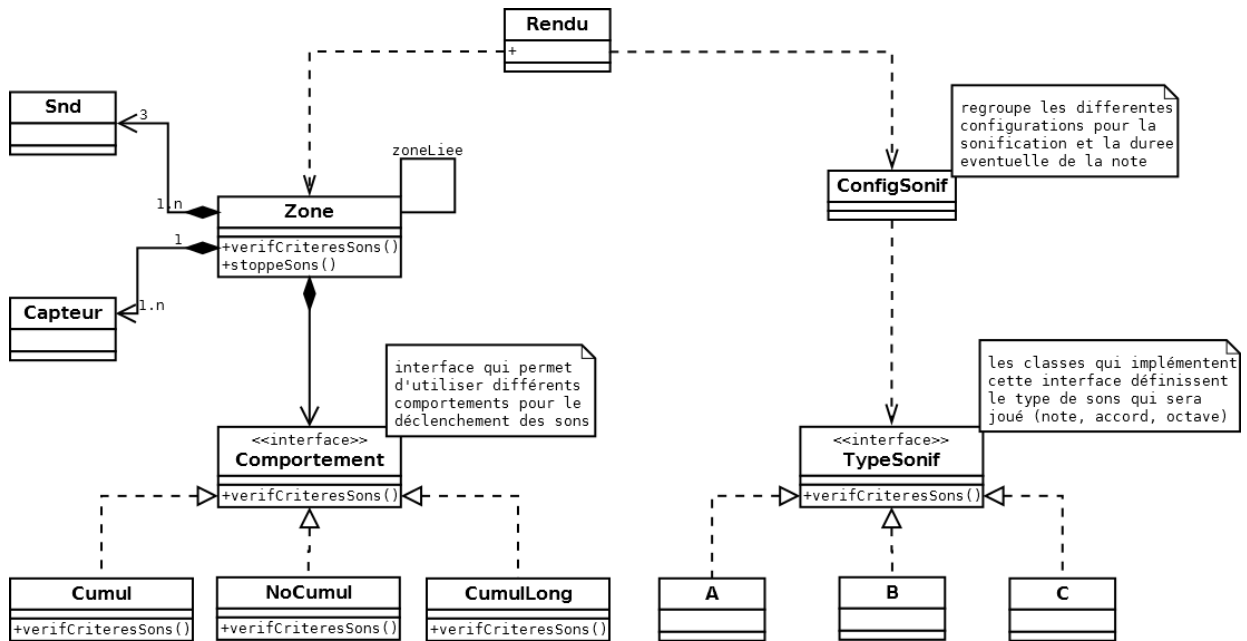 Rendu
+
Snd
3
zoneLiee
regroupe les differentes
configurations pour la
sonification et la duree
eventuelle de la note
ConfigSonif
1.n
Zone
1
+verifCriteresSons()
+stoppeSons()
Capteur
1.n
interface qui permet
d'utiliser différents
comportements pour le
déclenchement des sons
les classes qui implémentent
cette interface définissent
le type de sons qui sera
joué (note, accord, octave)
<<interface>>
Comportement
+verifCriteresSons()
<<interface>>
TypeSonif
+verifCriteresSons()
Cumul
+verifCriteresSons()
NoCumul
+verifCriteresSons()
CumulLong
+verifCriteresSons()
A
B
C